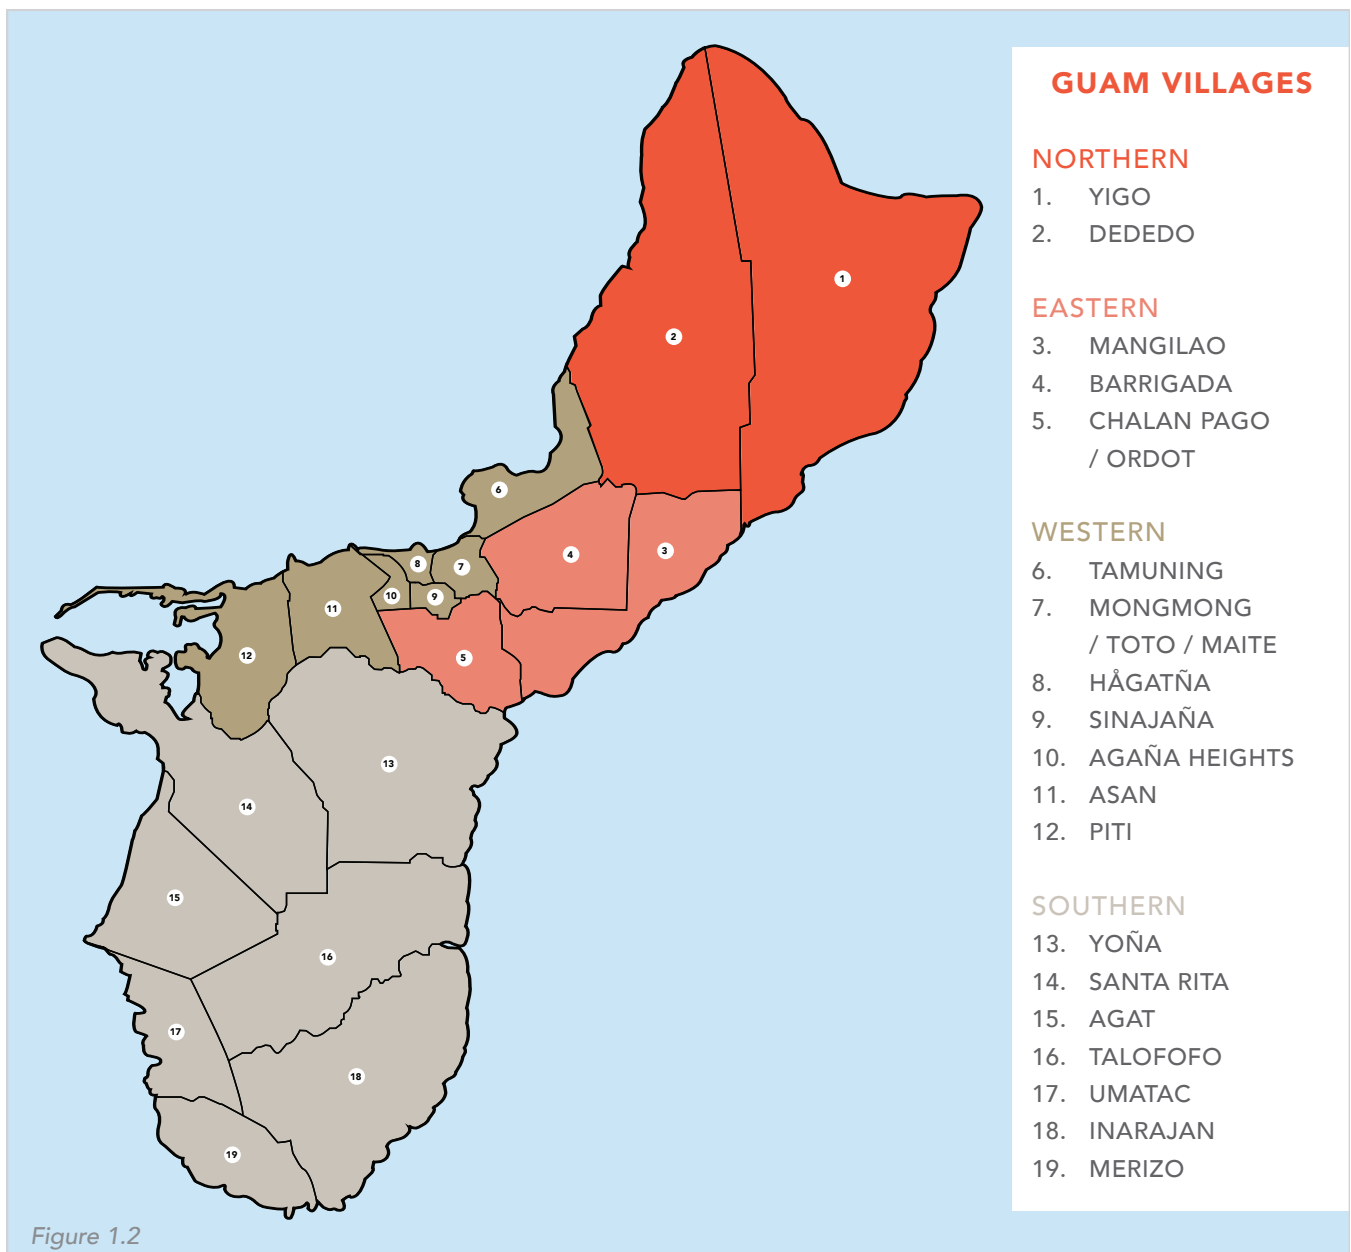 GUAM VILLAGES
NORTHERN
1. YIGO
2. DEDEDO
EASTERN
3. MANGILAO
4. BARRIGADA
5. CHALAN PAGO
/ ORDOT
WESTERN
6. TAMUNING
7. MONGMONG
/ TOTO / MAITE
8. HÅGATÑA
9. SINAJAÑA
10. AGAÑA HEIGHTS
11. ASAN
12. PITI
SOUTHERN
13. YOÑA
14. SANTA RITA
15. AGAT
16. TALOFOFO
17. UMATAC
18. INARAJAN
19. MERIZO
1
2
6
3
4
8
7
10
9
11
12
5
13
14
15
16
17
18
19
Figure 1.2